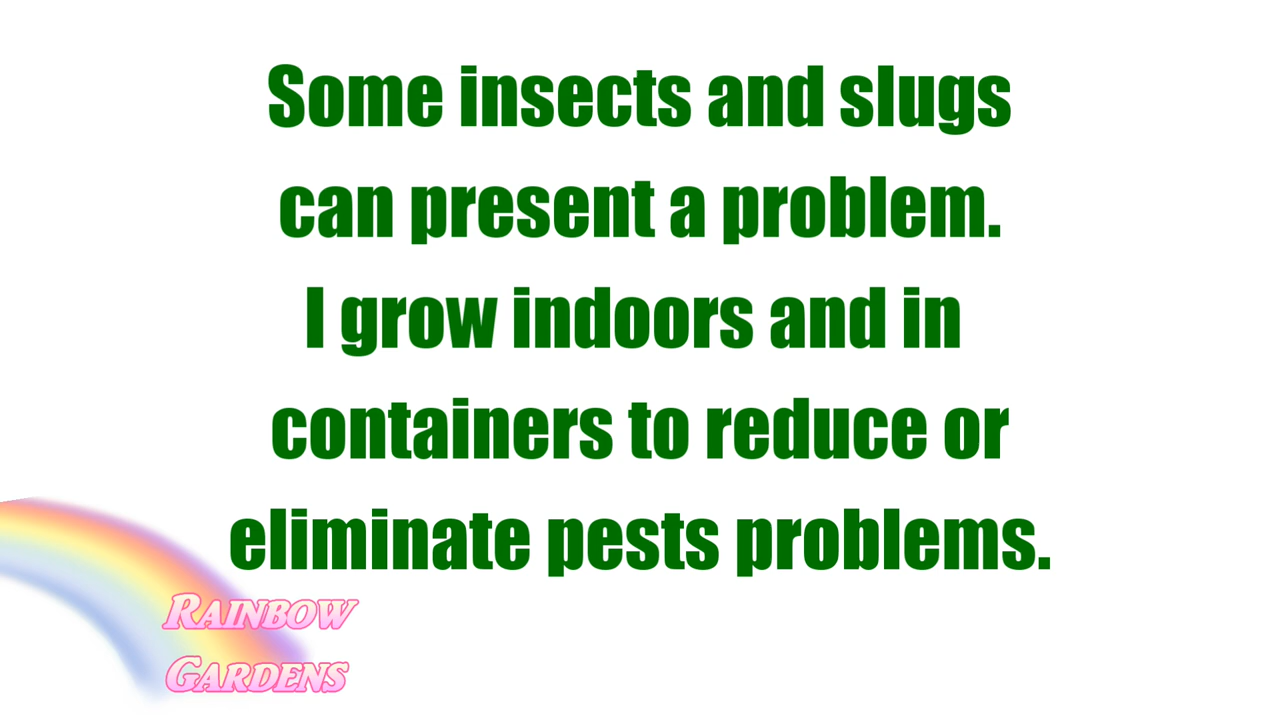 Some insects and slugs
can present a problem.
I grow indoors and in
containers to reduce or
eliminate pests problems.
RAINBOW
GARDENS